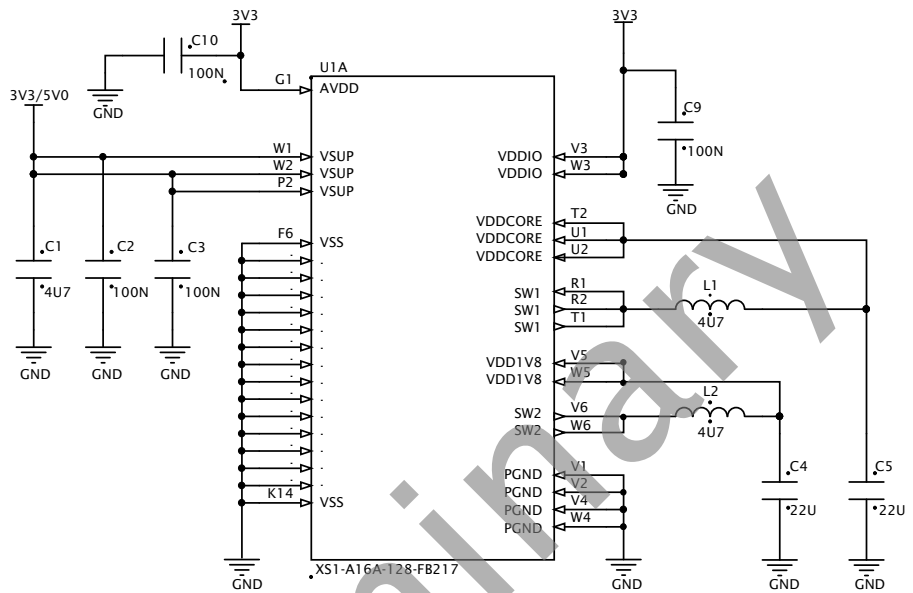 3V3
C10
100N
GND
U1A
G1 AVDD
3V3/5V0
W1 VSUP
W2 VSUP
P2 VSUP
F6 VSS
C1
4U7
GND
C2
100N
GND
C3
100N
GND
K14 VSS
GND
XS1-A16A-128-FB217
3V3
C9
100N
GND
VDDIO V3
VDDIO W3
VDDCORE T2
VDDCORE U1
VDDCORE U2
SW1 R1
SW1 R2
SW1 T1
L1
4U7
VDD1V8 V5
VDD1V8 W5
SW2 V6
SW2 W6
L2
4U7
PGND V1
PGND V2
PGND V4
PGND W4
GND
C4
22U
GND
C5
22U
GND
minary